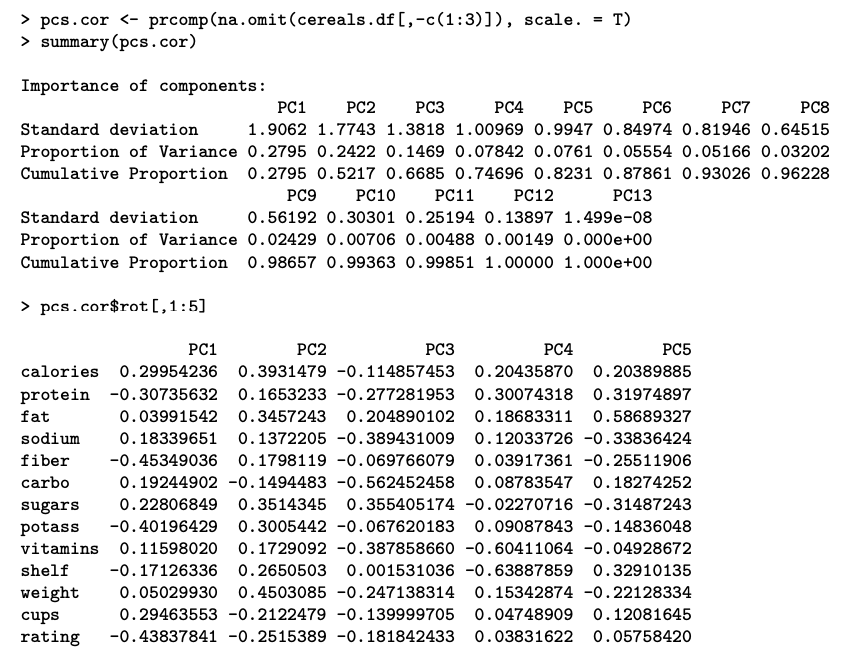 > pcs.cor <- prcomp(na.omit(cereals.df[,-c(1:3)]), scale. = T)
> summary(pcs.cor)
Importance of components:
PC1 PC2 PC3 PC4 PC5 PC6 PC7 PC8
Standard deviation 1.9062 1.7743 1.3818 1.00969 0.9947 0.84974 0.81946 0.64515
Proportion of Variance 0.2795 0.2422 0.1469 0.07842 0.0761 0.05554 0.05166 0.03202
Cumulative Proportion 0.2795 0.5217 0.6685 0.74696 0.8231 0.87861 0.93026 0.96228
PC9 PC10 PC11 PC12 PC13
Standard deviation 0.56192 0.30301 0.25194 0.13897 1.499e-08
Proportion of Variance 0.02429 0.00706 0.00488 0.00149 0.000e+00
Cumulative Proportion 0.98657 0.99363 0.99851 1.00000 1.000e+00
> pcs.cor$rot[,1:5]
PC1 PC2 PC3 PC4 PC5
calories 0.29954236 0.3931479 -0.114857453 0.20435870 0.20389885
protein -0.30735632 0.1653233 -0.277281953 0.30074318 0.31974897
fat 0.03991542 0.3457243 0.204890102 0.18683311 0.58689327
sodium 0.18339651 0.1372205 -0.389431009 0.12033726 -0.33836424
fiber -0.45349036 0.1798119 -0.069766079 0.03917361 -0.25511906
carbo 0.19244902 -0.1494483 -0.562452458 0.08783547 0.18274252
sugars 0.22806849 0.3514345 0.355405174 -0.02270716 -0.31487243
potass -0.40196429 0.3005442 -0.067620183 0.09087843 -0.14836048
vitamins 0.11598020 0.1729092 -0.387858660 -0.60411064 -0.04928672
shelf -0.17126336 0.2650503 0.001531036 -0.63887859 0.32910135
weight 0.05029930 0.4503085 -0.247138314 0.15342874 -0.22128334
cups 0.29463553 -0.2122479 -0.139999705 0.04748909 0.12081645
rating -0.43837841 -0.2515389 -0.181842433 0.03831622 0.05758420